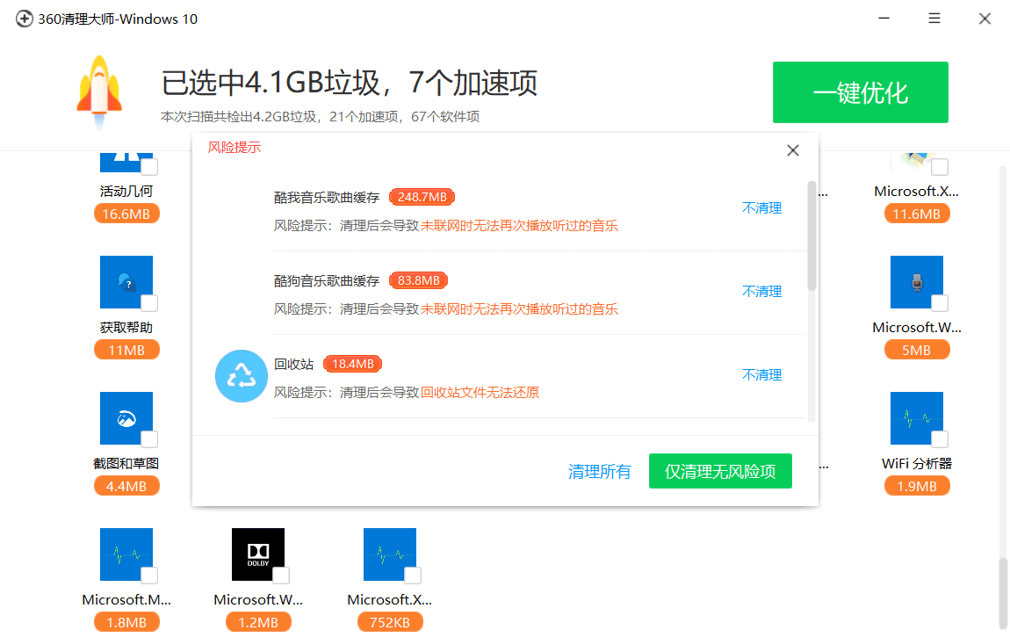 360清理大师-Windows 10
已选中4.1GB垃圾，7个加速项
本次扫描共检出4.2GB垃圾，21个加速项，67个软件项
一键优化
风险提示
酷我音乐歌曲缓存 248.7MB
风险提示：清理后会导致未联网时无法再次播放听过的音乐
不清理
酷狗音乐歌曲缓存 83.8MB
风险提示：清理后会导致未联网时无法再次播放听过的音乐
不清理
回收站 18.4MB
风险提示：清理后会导致回收站文件无法还原
不清理
清理所有
仅清理无风险项
活动几何
16.6MB
...
Microsoft.X...
11.6MB
获取帮助
11MB
Microsoft.W...
5MB
截图和草图
4.4MB
...
WiFi 分析器
1.9MB
DOLBY
Microsoft.M...
1.8MB
Microsoft.W...
1.2MB
Microsoft.X...
752KB